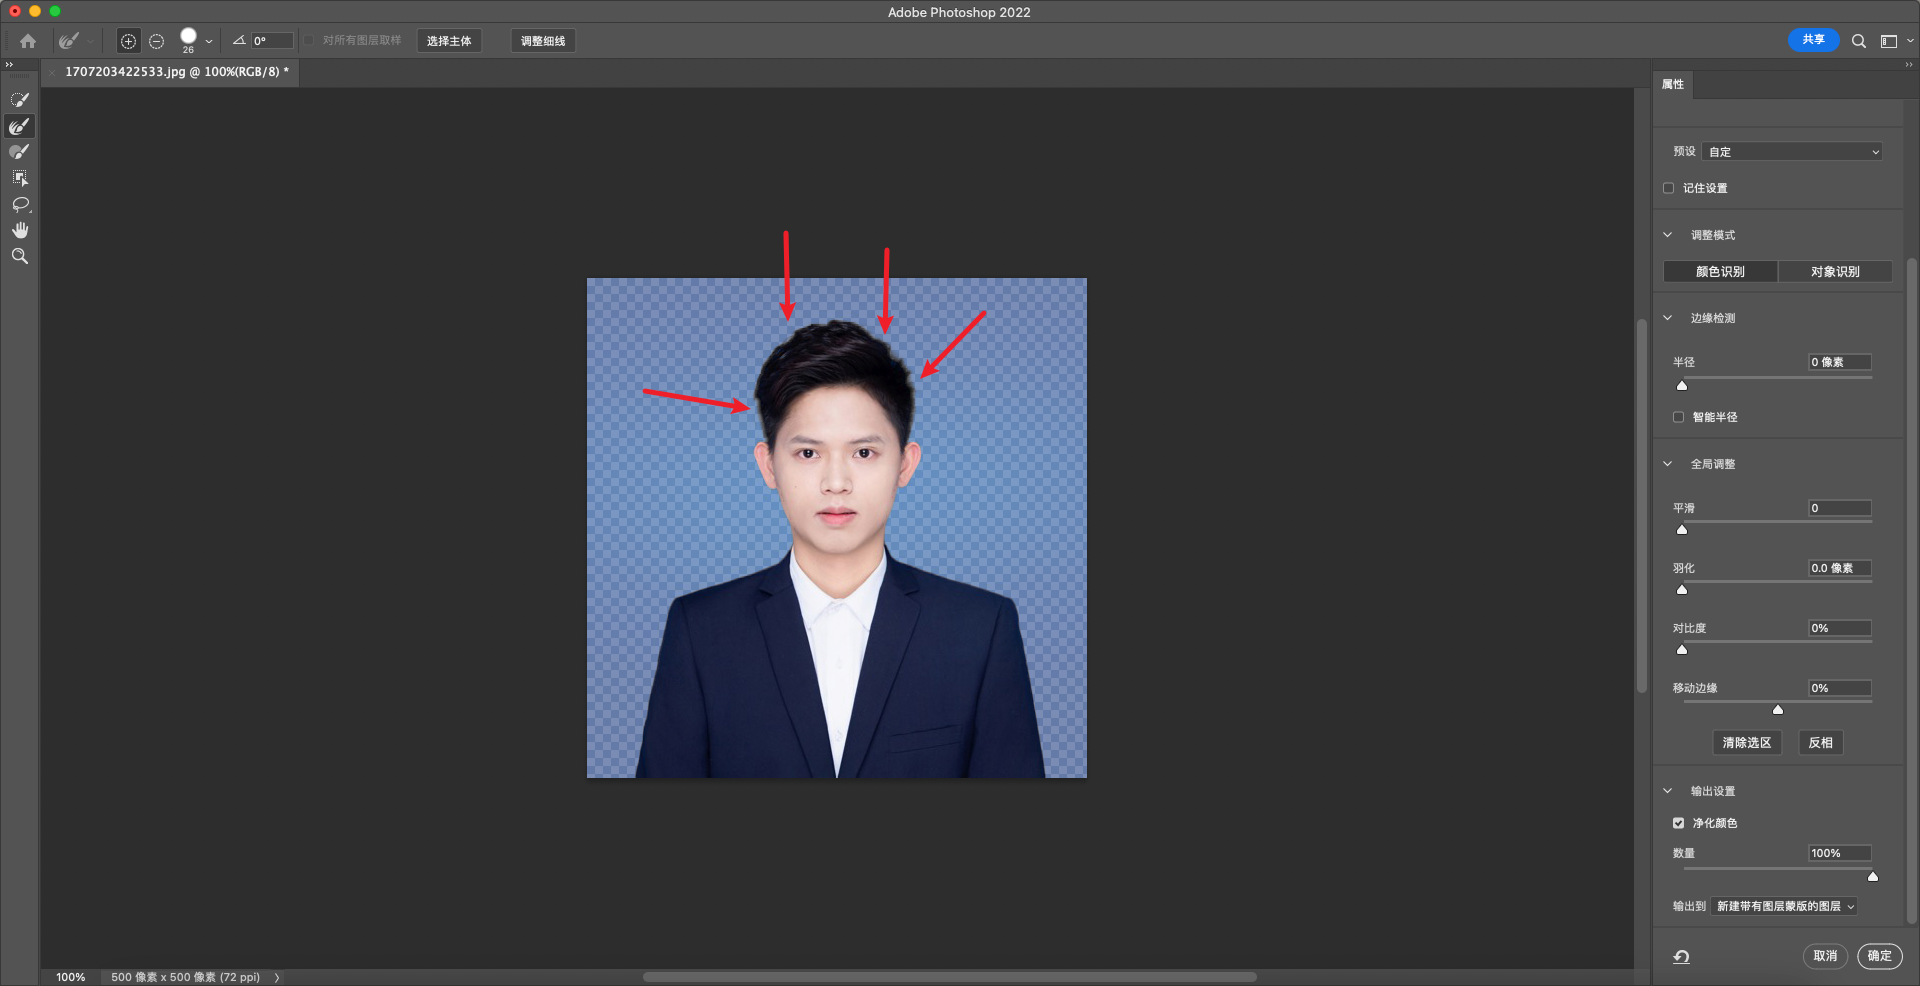 Adobe Photoshop 2022
26
0°
对所有图层取样
选择主体
调整细线
共享
1707203422533.jpg @ 100%(RGB/8) *
属性
预设
自定
记住设置
调整模式
颜色识别
对象识别
边缘检测
半径
0 像素
智能半径
全局调整
平滑
0
羽化
0.0 像素
对比度
0%
移动边缘
0%
清除选区
反相
输出设置
净化颜色
数量
100%
输出到
新建带有图层蒙版的图层
取消
确定
100%
500 像素 x 500 像素 (72 ppi)